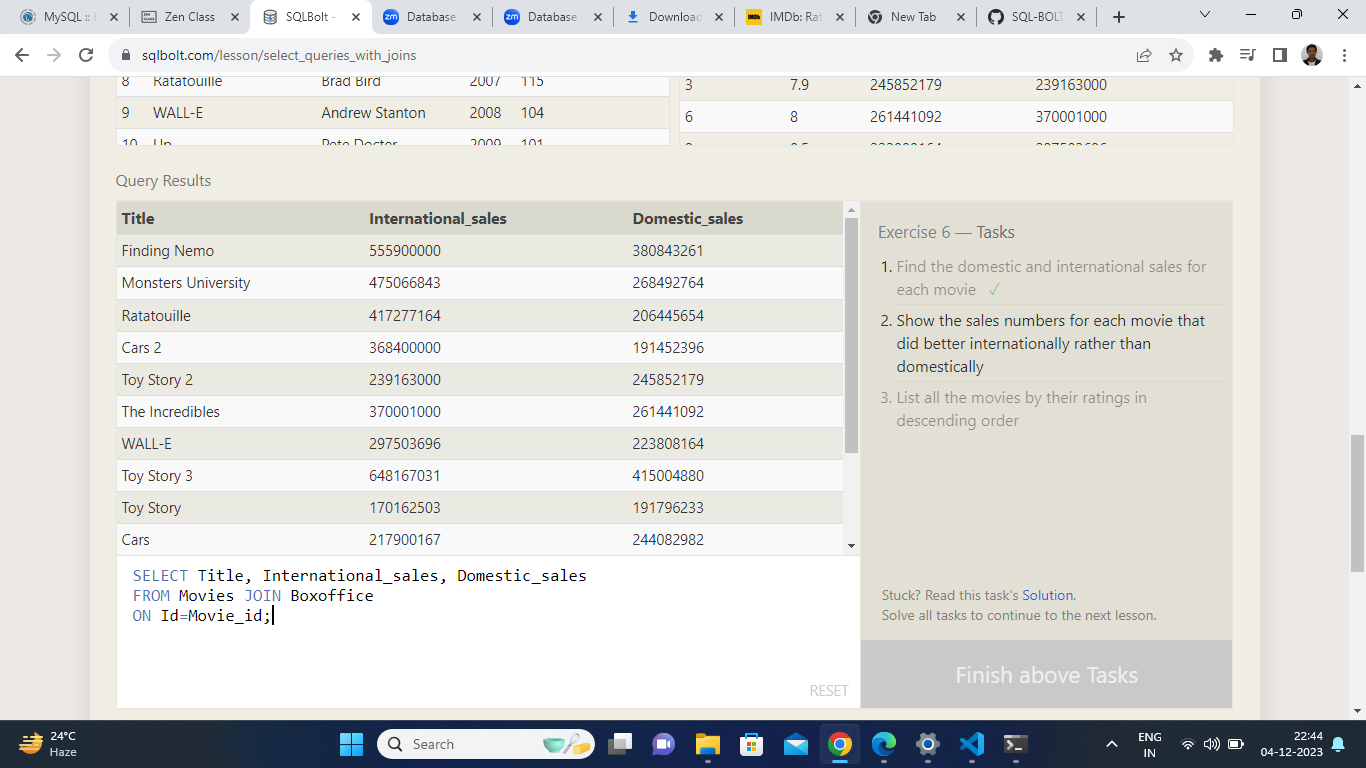 MySQL ::
Zen Class
SQLBolt -
Database
Database
Download
IMDb: Rat
New Tab
SQL-BOLT
sqlbolt.com/lesson/select_queries_with_joins
8 Ratatouille Brad Bird 2007 115
9 WALL-E Andrew Stanton 2008 104
10 Up Pete Docter 2009 101
3 7.9 245852179 239163000
6 8 261441092 370001000
Query Results
Title International_sales Domestic_sales
Finding Nemo 555900000 380843261
Monsters University 475066843 268492764
Ratatouille 417277164 206445654
Cars 2 368400000 191452396
Toy Story 2 239163000 245852179
The Incredibles 370001000 261441092
WALL-E 297503696 223808164
Toy Story 3 648167031 415004880
Toy Story 170162503 191796233
Cars 217900167 244082982
Exercise 6 — Tasks
1. Find the domestic and international sales for
each movie ✓
2. Show the sales numbers for each movie that
did better internationally rather than
domestically
3. List all the movies by their ratings in
descending order
SELECT Title, International_sales, Domestic_sales
FROM Movies JOIN Boxoffice
ON Id=Movie_id;
RESET
Stuck? Read this task's Solution.
Solve all tasks to continue to the next lesson.
Finish above Tasks
24°C
Haze
Search
ENG
IN
22:44
04-12-2023